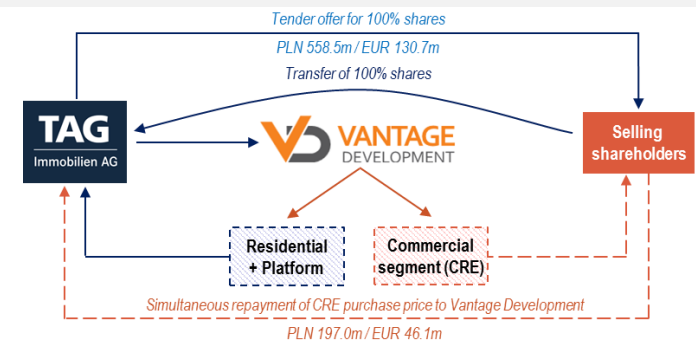 Tender offer for 100% shares
PLN 558.5m / EUR 130.7m
Transfer of 100% shares
TAG
Immobilien AG
VD VANTAGE
DEVELOPMENT
Selling
shareholders
Residential
+ Platform
Commercial
segment (CRE)
Simultaneous repayment of CRE purchase price to Vantage Development
PLN 197.0m / EUR 46.1m